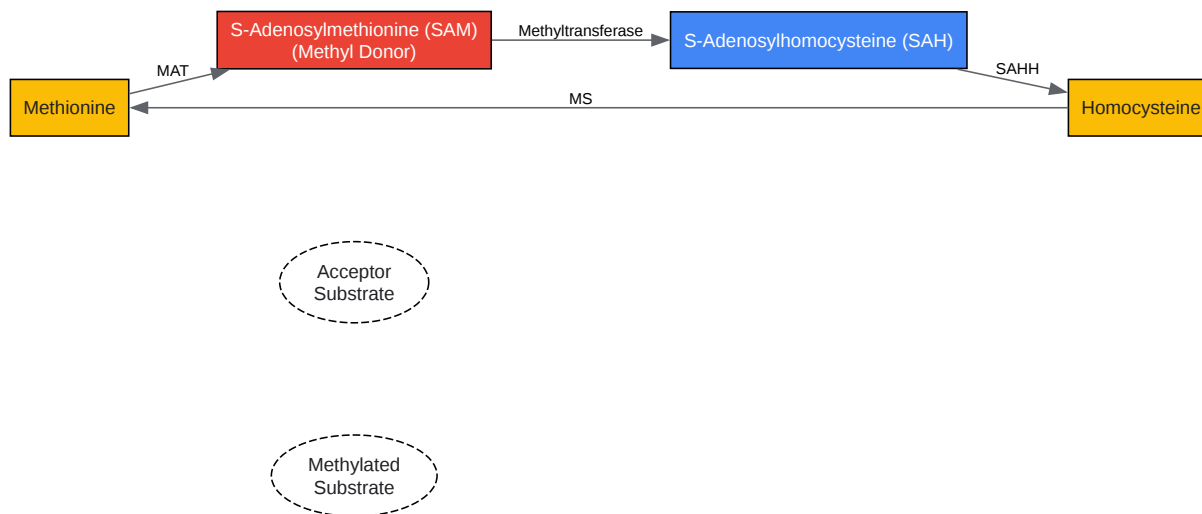 S-Adenosylmethionine (SAM)
(Methyl Donor)
Methyltransferase
S-Adenosylhomocysteine (SAH)
MAT
SAHH
Methionine
MS
Homocysteine
Acceptor
Substrate
Methylated
Substrate